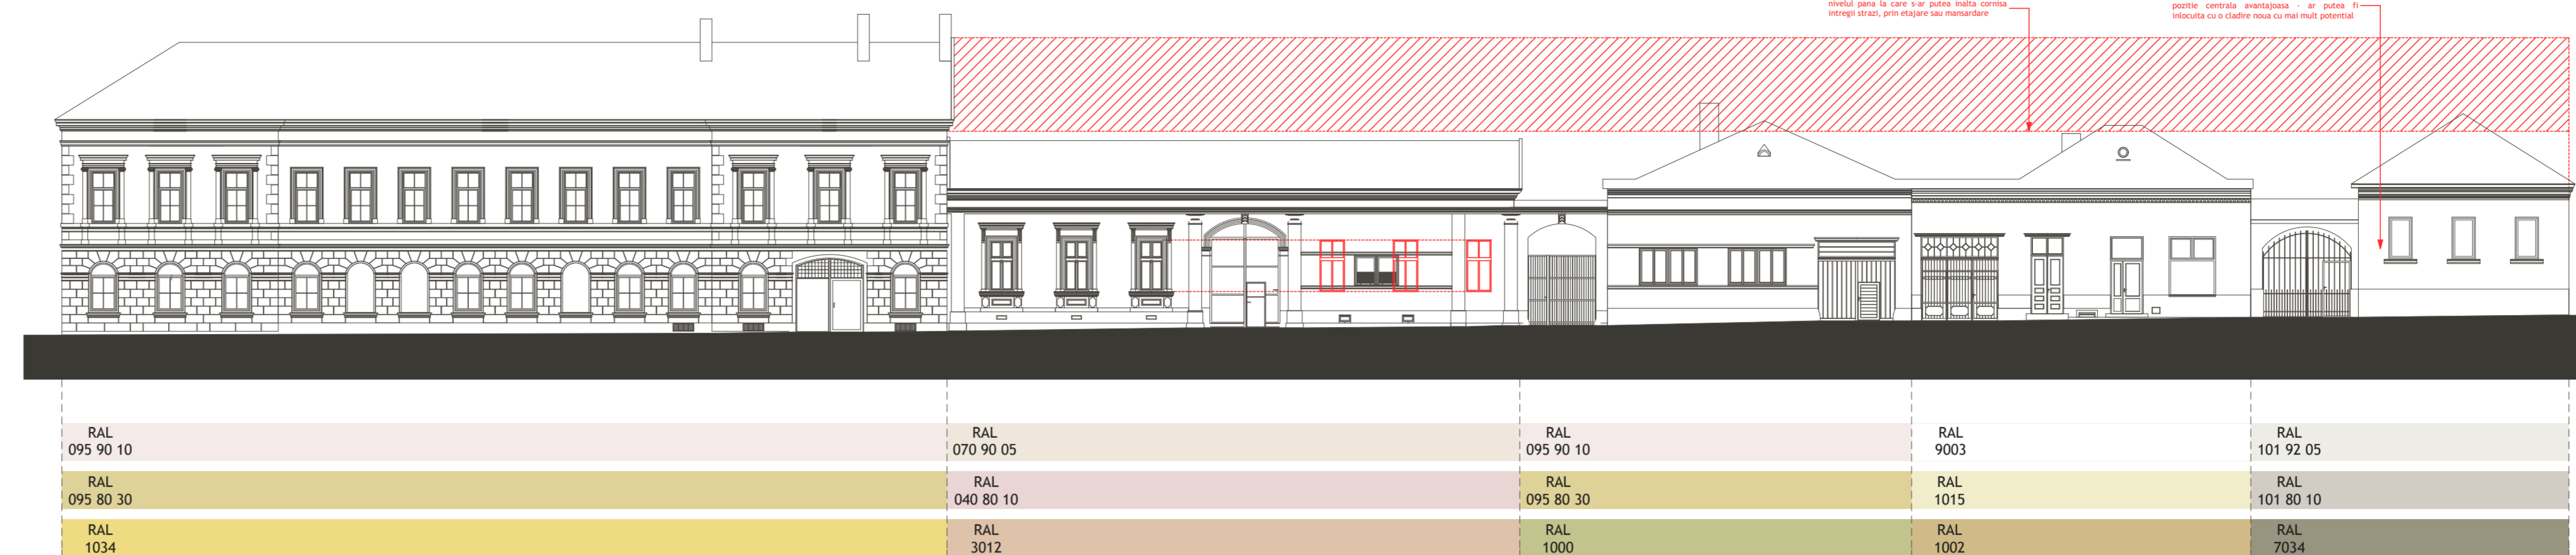 nivelul pana la care s-ar putea inalta cornisa
intregii strazi, prin etajare sau mansardare
pozitie centrala avantajoasa - ar putea fi
inlocuita cu o cladire noua cu mai mult potential
RAL
095 90 10
RAL
070 90 05
RAL
095 90 10
RAL
9003
RAL
101 92 05
RAL
095 80 30
RAL
040 80 10
RAL
095 80 30
RAL
1015
RAL
101 80 10
RAL
1034
RAL
3012
RAL
1000
RAL
1002
RAL
7034